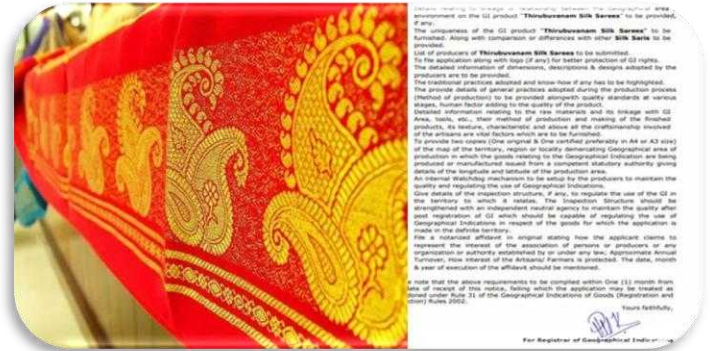 environment on the GI product "Thirubuvanam Silk Sarees" to be provided,
if any.
The uniqueness of the GI product "Thirubuvanam Silk Sarees" to be
furnished. Along with comparison or differences with other Silk Saris to be
provided.
List of producers of Thirubuvanam Silk Sarees to be submitted.
To file application along with logo (if any) for better protection of GI rights.
The detailed information of dimensions, descriptions & designs adopted by the
producers are to be provided.
The traditional practices adopted and know-how if any has to be highlighted.
The provide details of general practices adopted during the production process
(Method of production) to be provided alongwith quality standards at various
stages, human factor adding to the quality of the product.
Detailed information relating to the raw materials and its linkage with GI
Area, tools, etc., their method of production and making of the finished
products, its texture, characteristic and above all the craftsmanship involved
of the artisans are vital factors which are to be furnished.
To provide two copies (One original & One certified preferably in A4 or A3 size)
of the map of the territory, region or locality demarcating Geographical area of
production in which the goods relating to the Geographical Indication are being
produced or manufactured issued from a competent statutory authority giving
details of the longitude and latitude of the production area.
An internal Watchdog mechanism to be setup by the producers to maintain the
quality and regulating the use of Geographical Indications.
Give details of the inspection structure, if any, to regulate the use of the GI in
the territory to which it relates. The Inspection Structure should be
strengthened with an independent neutral agency to maintain the quality after
post registration of GI which should be capable of regulating the use of
Geographical Indications in respect of the goods for which the application is
made in the definite territory.
File a notarized affidavit in original stating how the applicant claims to
represent the interest of the association of persons or producers or any
organization or authority established by or under any law; Approximate Annual
Turnover, How interest of the Artisans/ Farmers is protected. The date, month
& year of execution of the affidavit should be mentioned.
note that the above requirements to be complied within One (1) month from
of receipt of this notice, failing which the application may be treated as
under Rule 31 of the Geographical Indications of Goods (Registration and
Rules 2002.
Yours faithfully,
For Registrar of Geographical